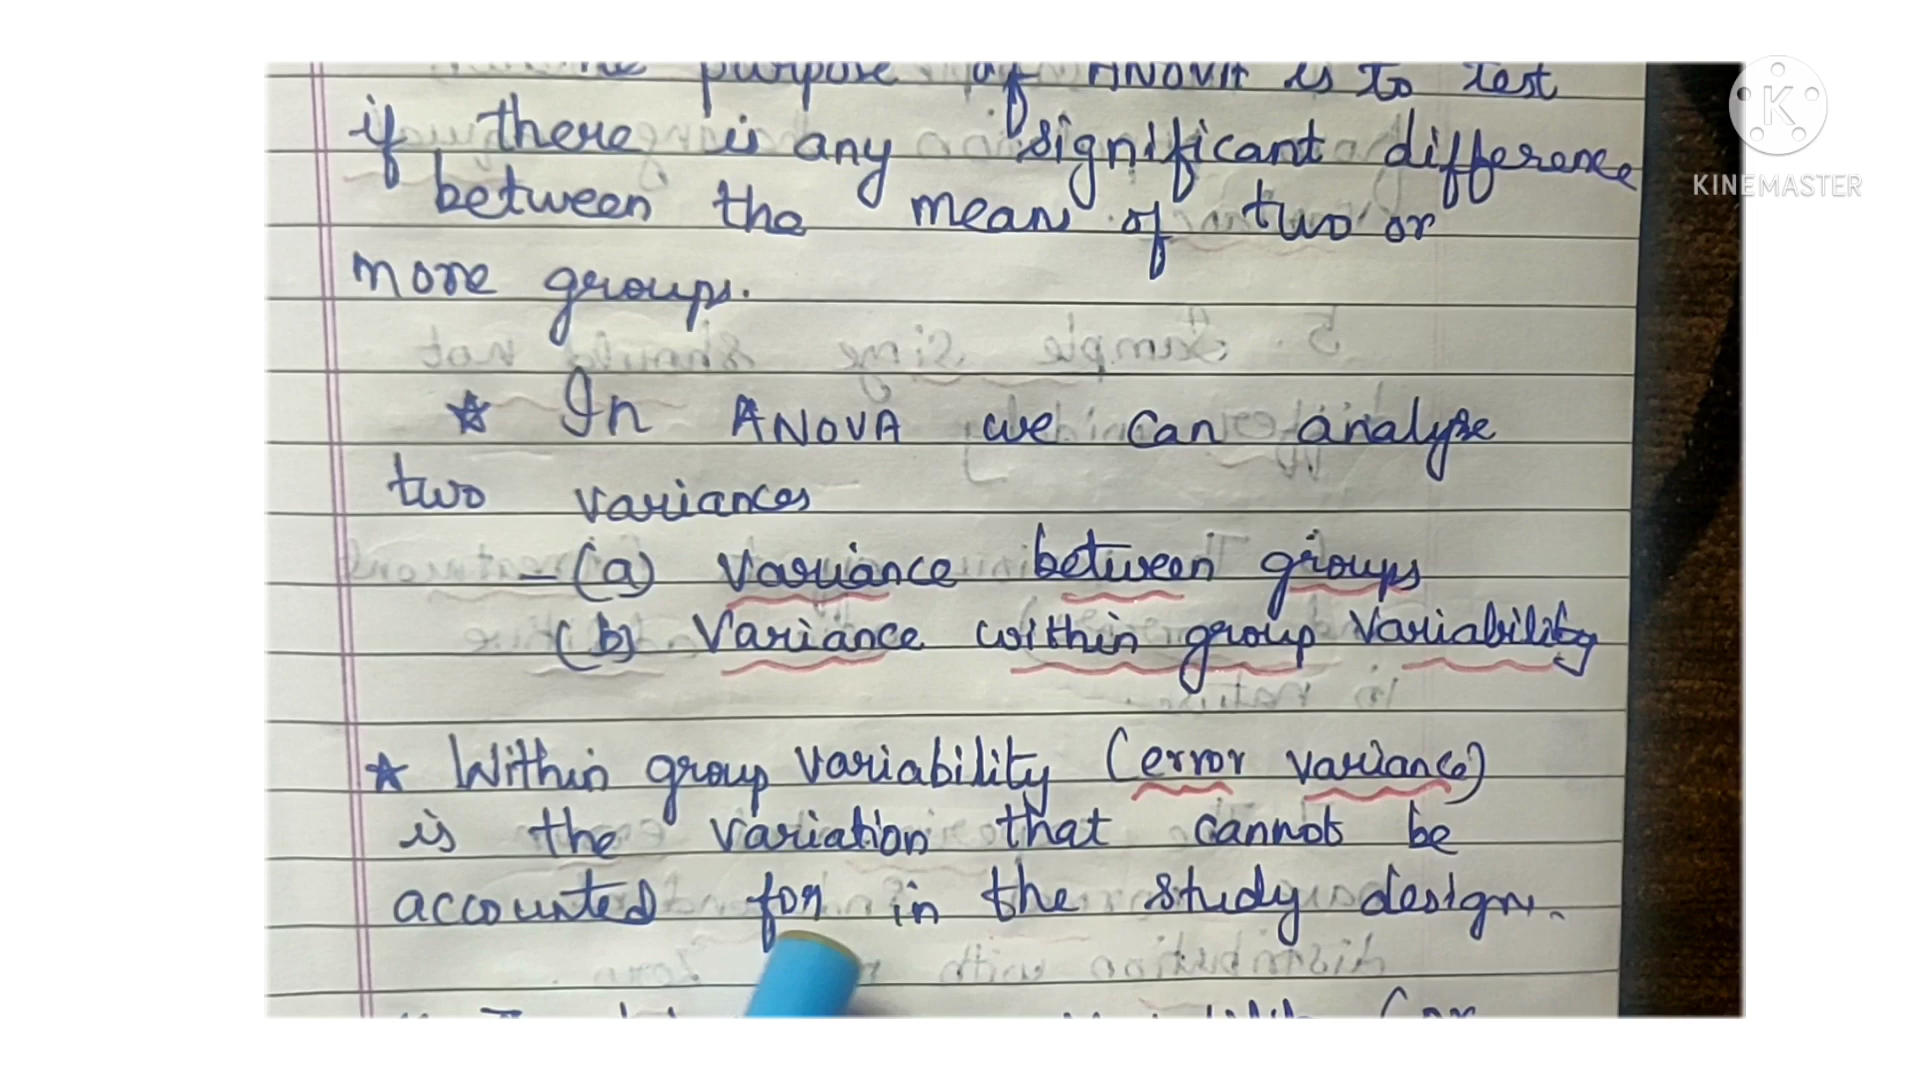 purpose of ANOVA is to test
if there is any significant difference
between the mean of two or
more groups.
☆ In ANOVA we can analyse
two variances
- (a) Variance between groups
(b) Variance within group Variability
☆ Within group variability (error variance)
is the variation that cannot be
accounted for in the study design.
KINEMASTER